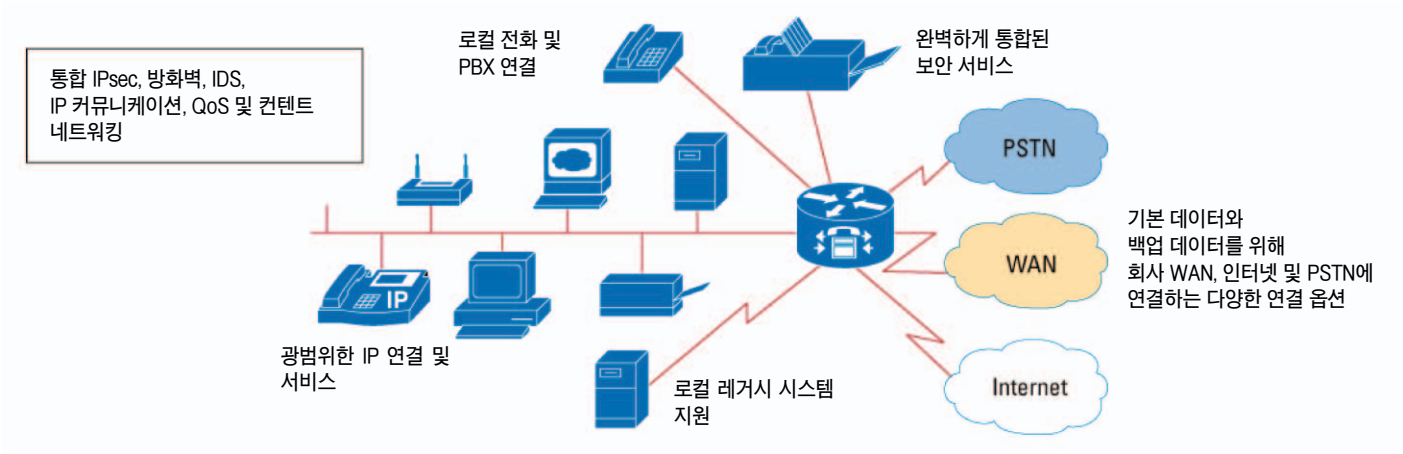 통합 IPsec, 방화벽, IDS,
IP 커뮤니케이션, QoS 및 컨텐트
네트워킹
로컬 전화 및
PBX 연결
완벽하게 통합된
보안 서비스
PSTN
WAN
Internet
기본 데이터와
백업 데이터를 위해
회사 WAN, 인터넷 및 PSTN에
연결하는 다양한 연결 옵션
IP
광범위한 IP 연결 및
서비스
로컬 레거시 시스템
지원